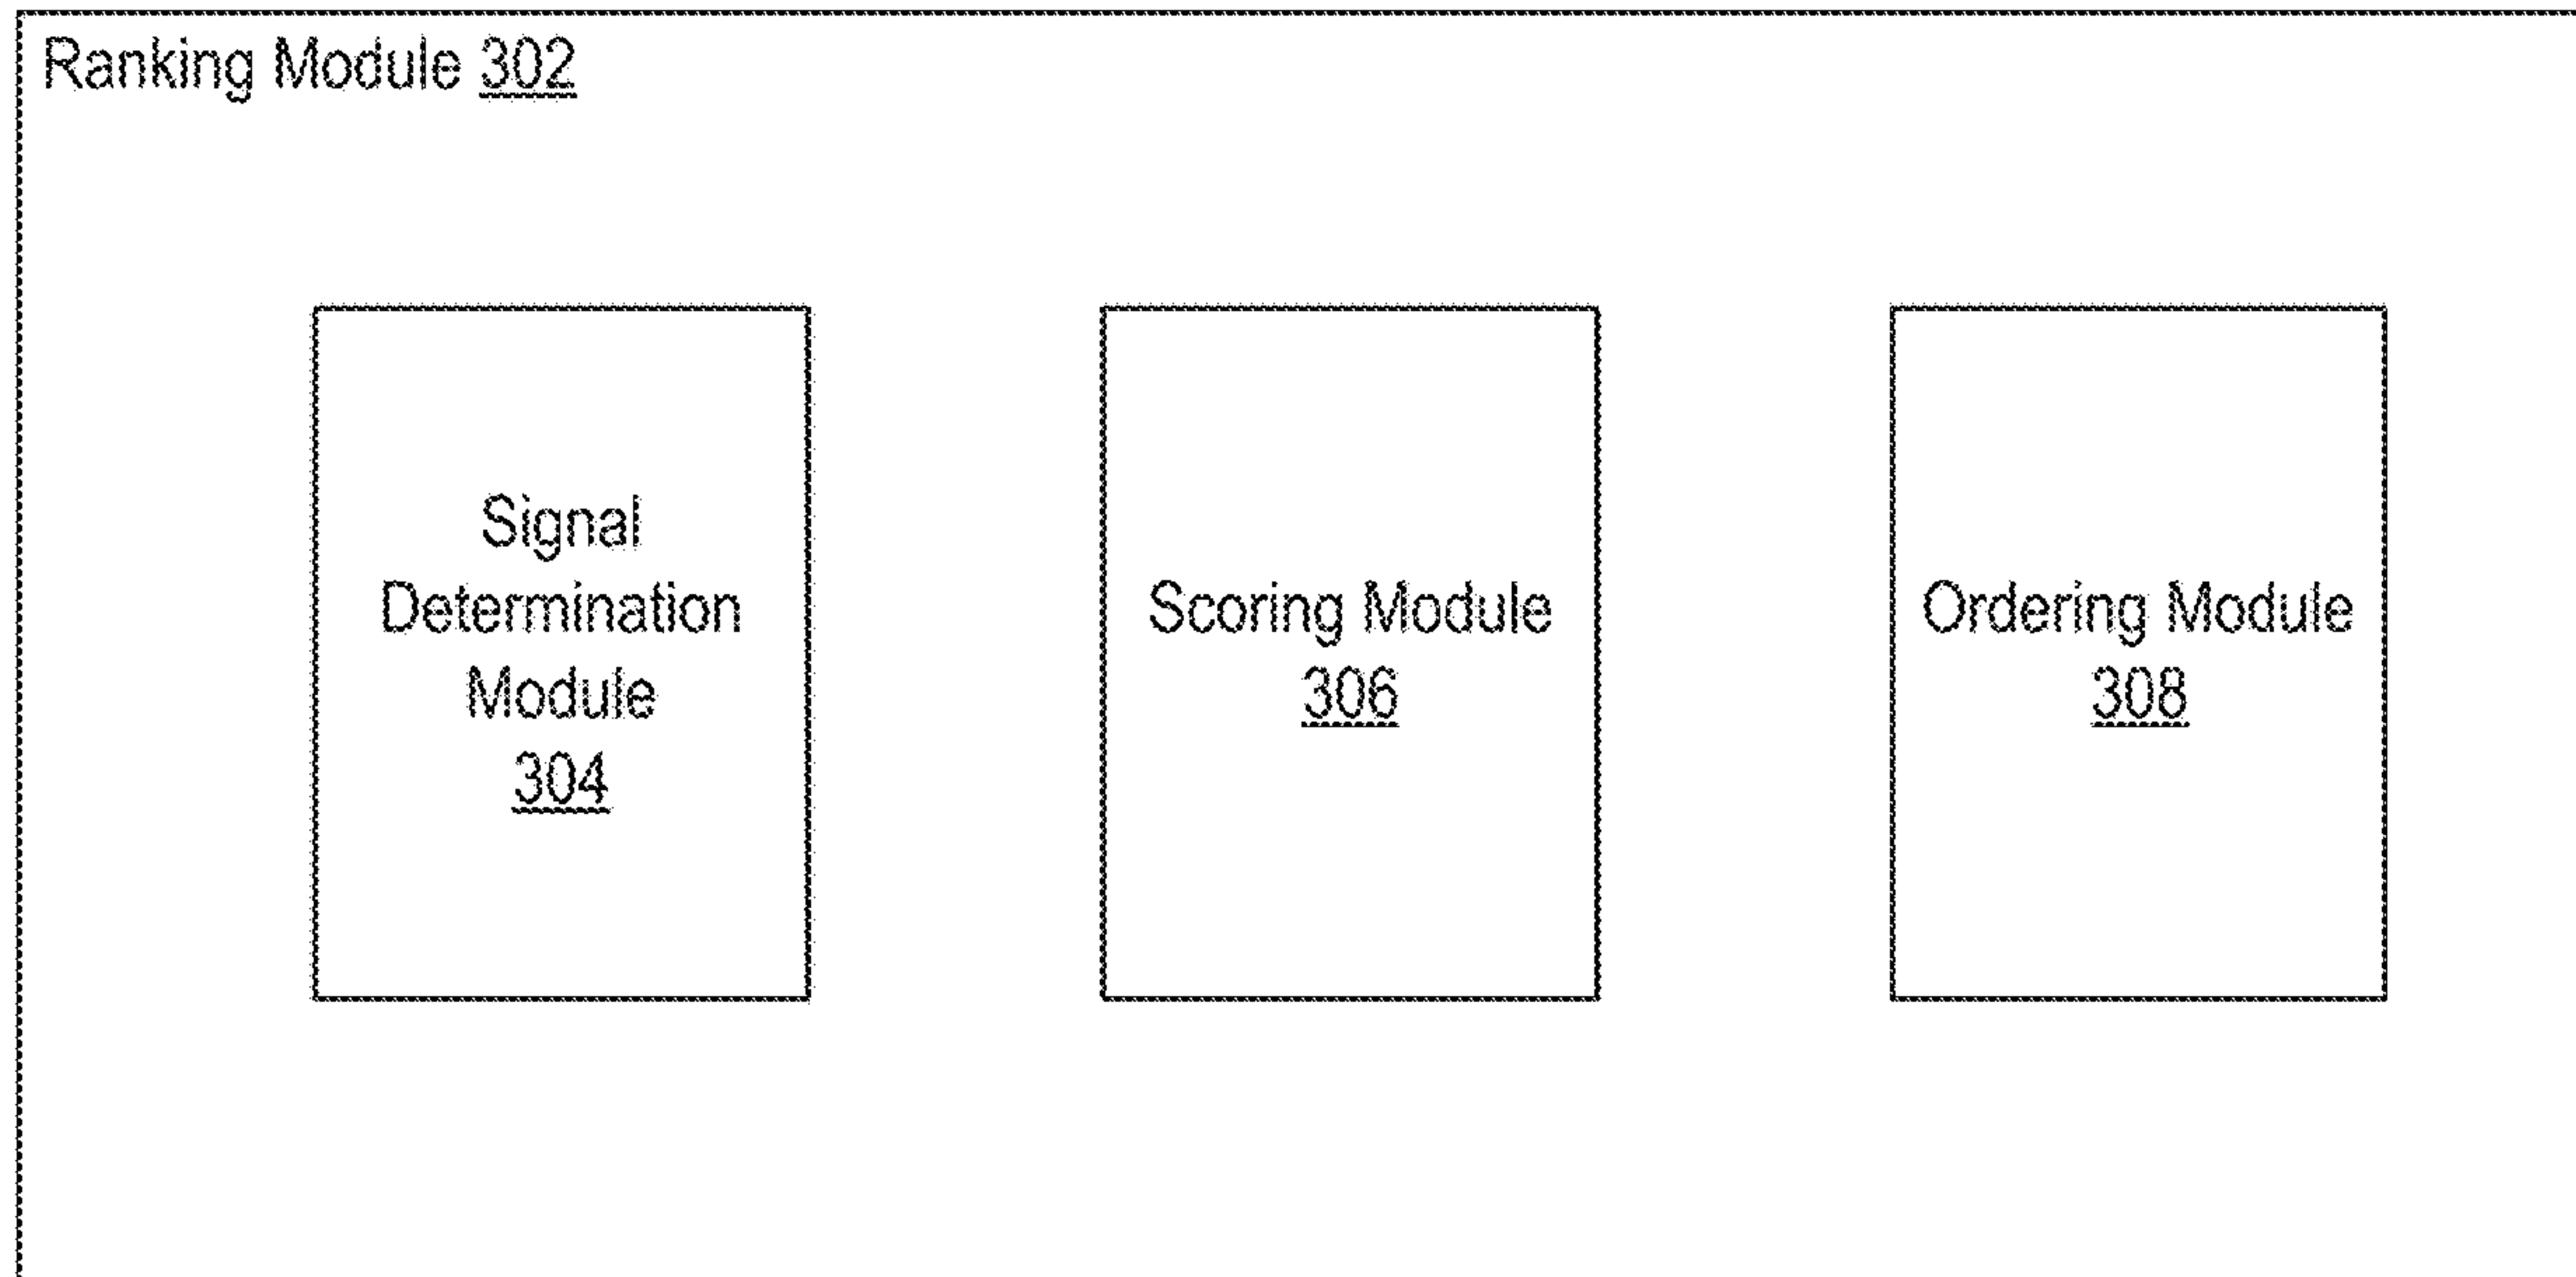 Ranking Module 302
Signal
Determination
Module
304
Scoring Module
306
Ordering Module
308